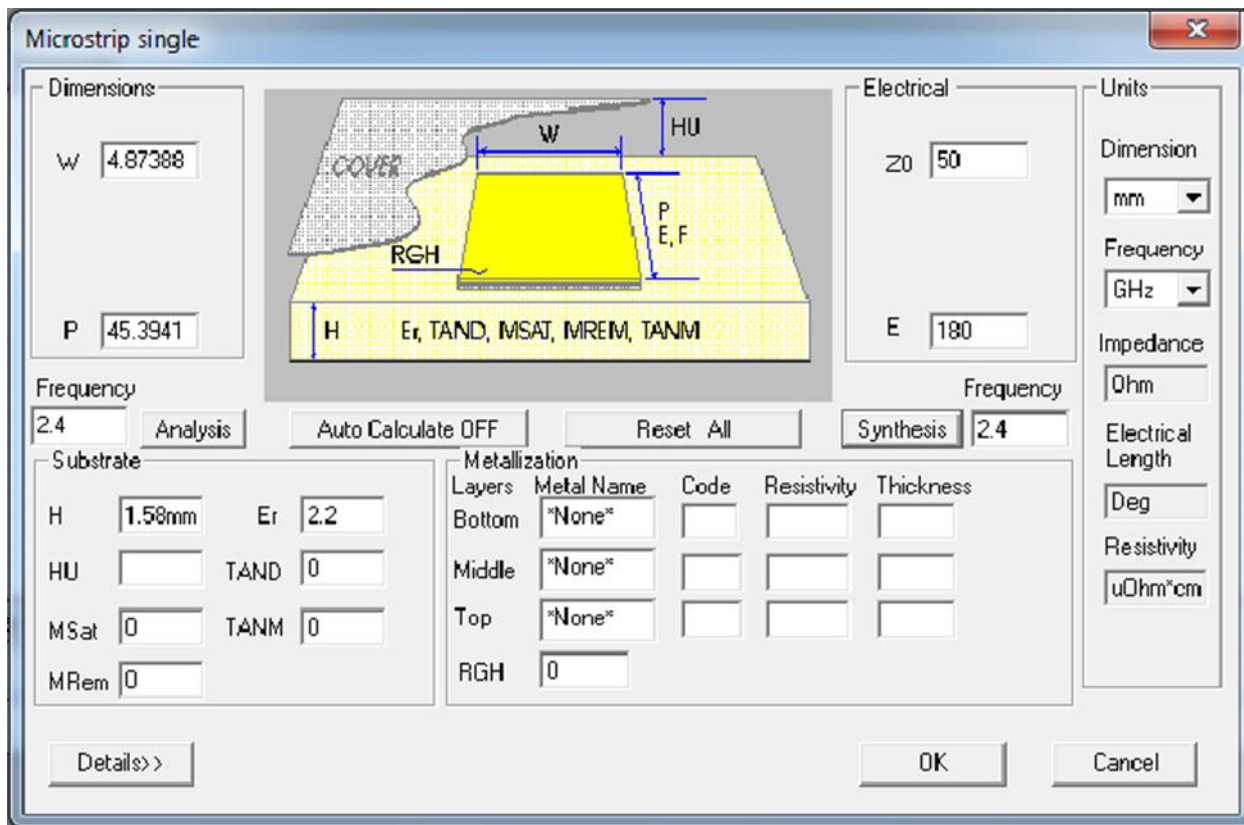 Microstrip single
Dimensions
W 4.87388
P 45.3941
COVER
W
HU
P
E, F
RGH
H Er, TAND, MSAT, MREM, TANM
Electrical
Z0 50
E 180
Units
Dimension
mm
Frequency
GHz
Impedance
Ohm
Electrical
Length
Deg
Resistivity
uOhm*cm
Frequency
2.4 Analysis Auto Calculate OFF Reset All Synthesis
Frequency
2.4
Substrate
H 1.58mm Er 2.2
HU TAND 0
MSat 0 TANM 0
MRem 0
Metallization
Layers Metal Name Code Resistivity Thickness
Bottom *None*
Middle *None*
Top *None*
RGH 0
Details>> OK Cancel